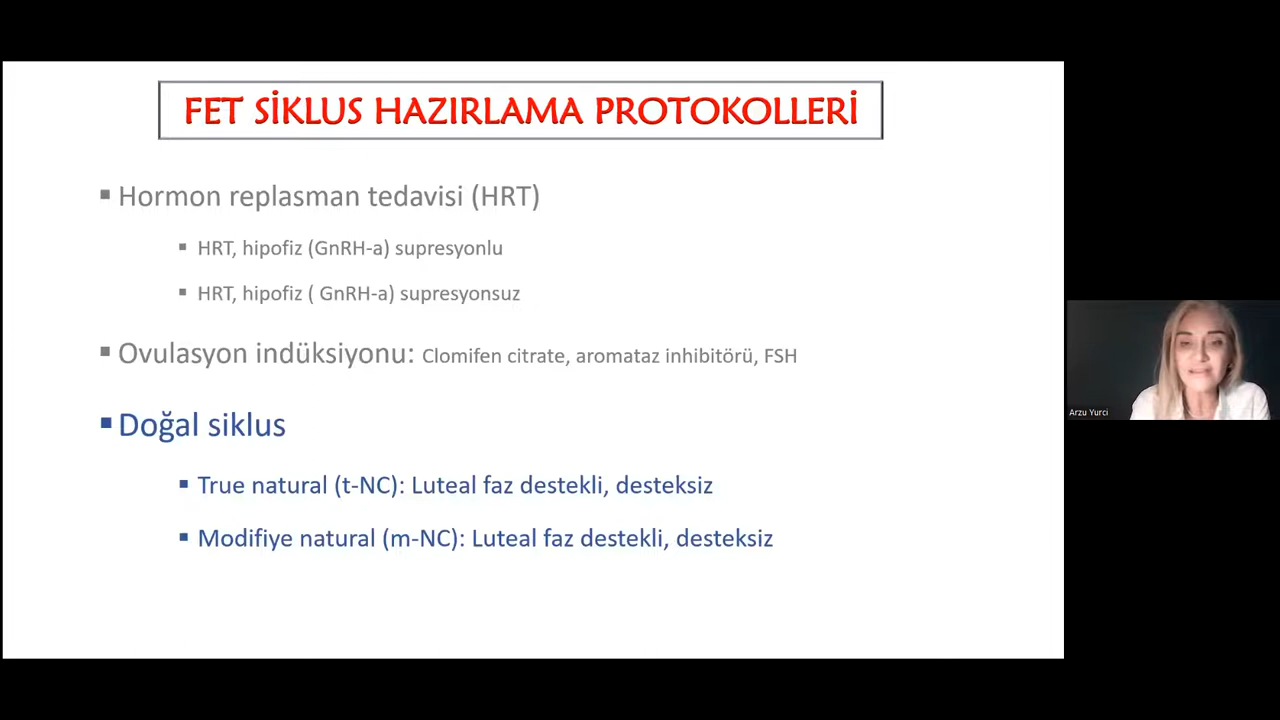 FET SİKLUS HAZIRLAMA PROTOKOLLERİ
▪ Hormon replasman tedavisi (HRT)
▪ HRT, hipofiz (GnRH-a) supresyonlu
▪ HRT, hipofiz ( GnRH-a) supresyonsuz
▪ Ovulasyon indüksiyonu: Clomifen citrate, aromataz inhibitörü, FSH
▪ Doğal siklus
▪ True natural (t-NC): Luteal faz destekli, desteksiz
▪ Modifiye natural (m-NC): Luteal faz destekli, desteksiz
Arzu Yurci